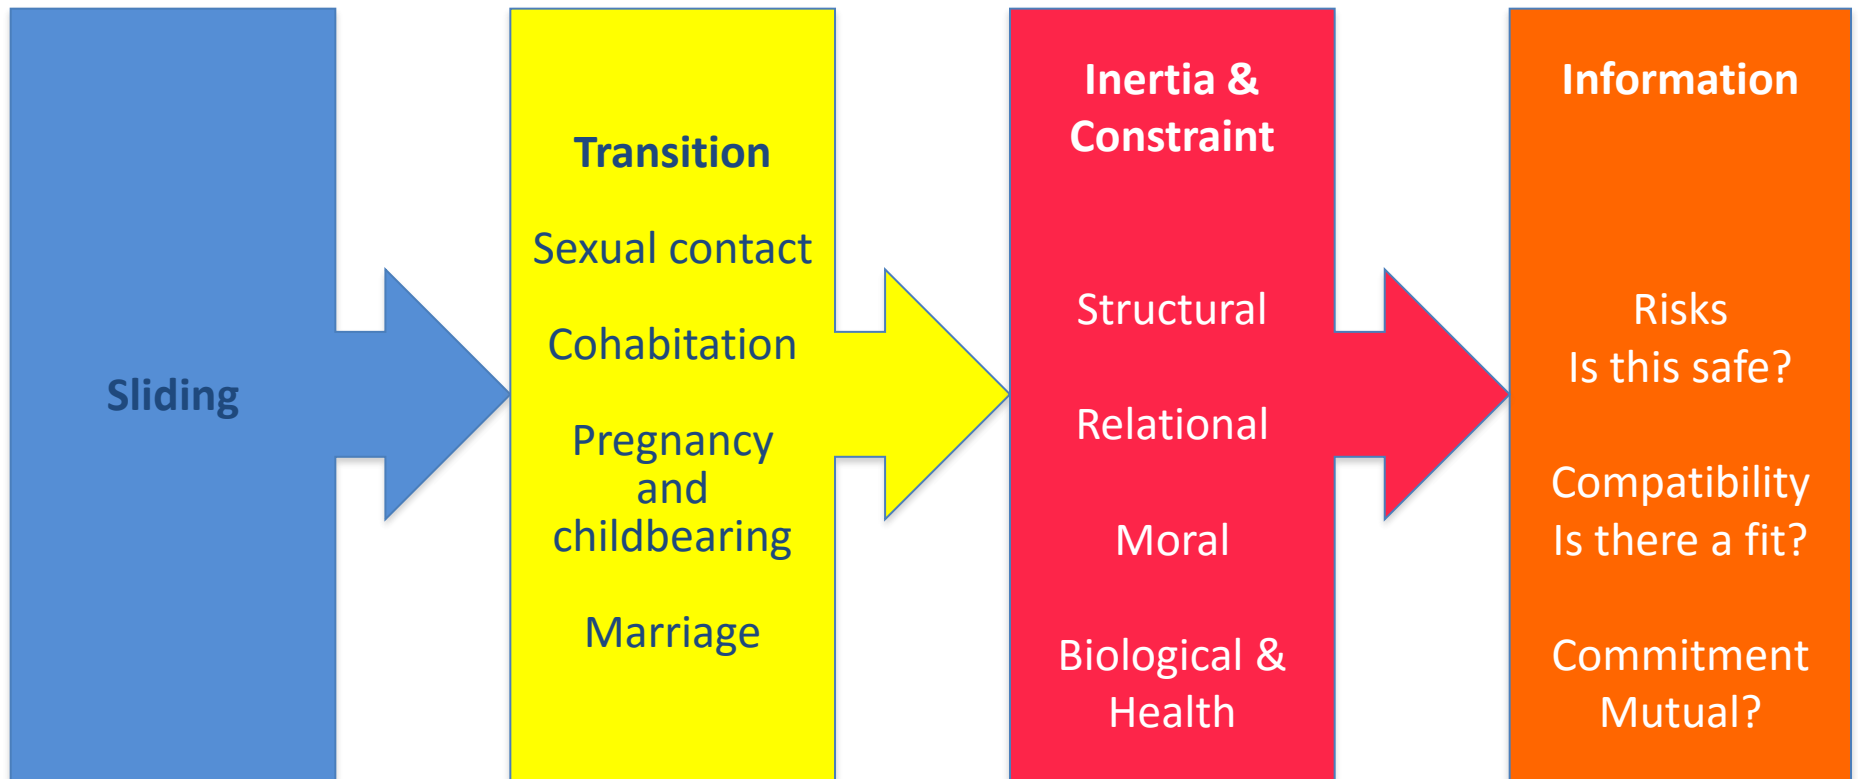 Sliding
Transition
Sexual contact
Cohabitation
Pregnancy
and
childbearing
Marriage
Inertia &
Constraint
Structural
Relational
Moral
Biological &
Health
Information
Risks
Is this safe?
Compatibility
Is there a fit?
Commitment
Mutual?